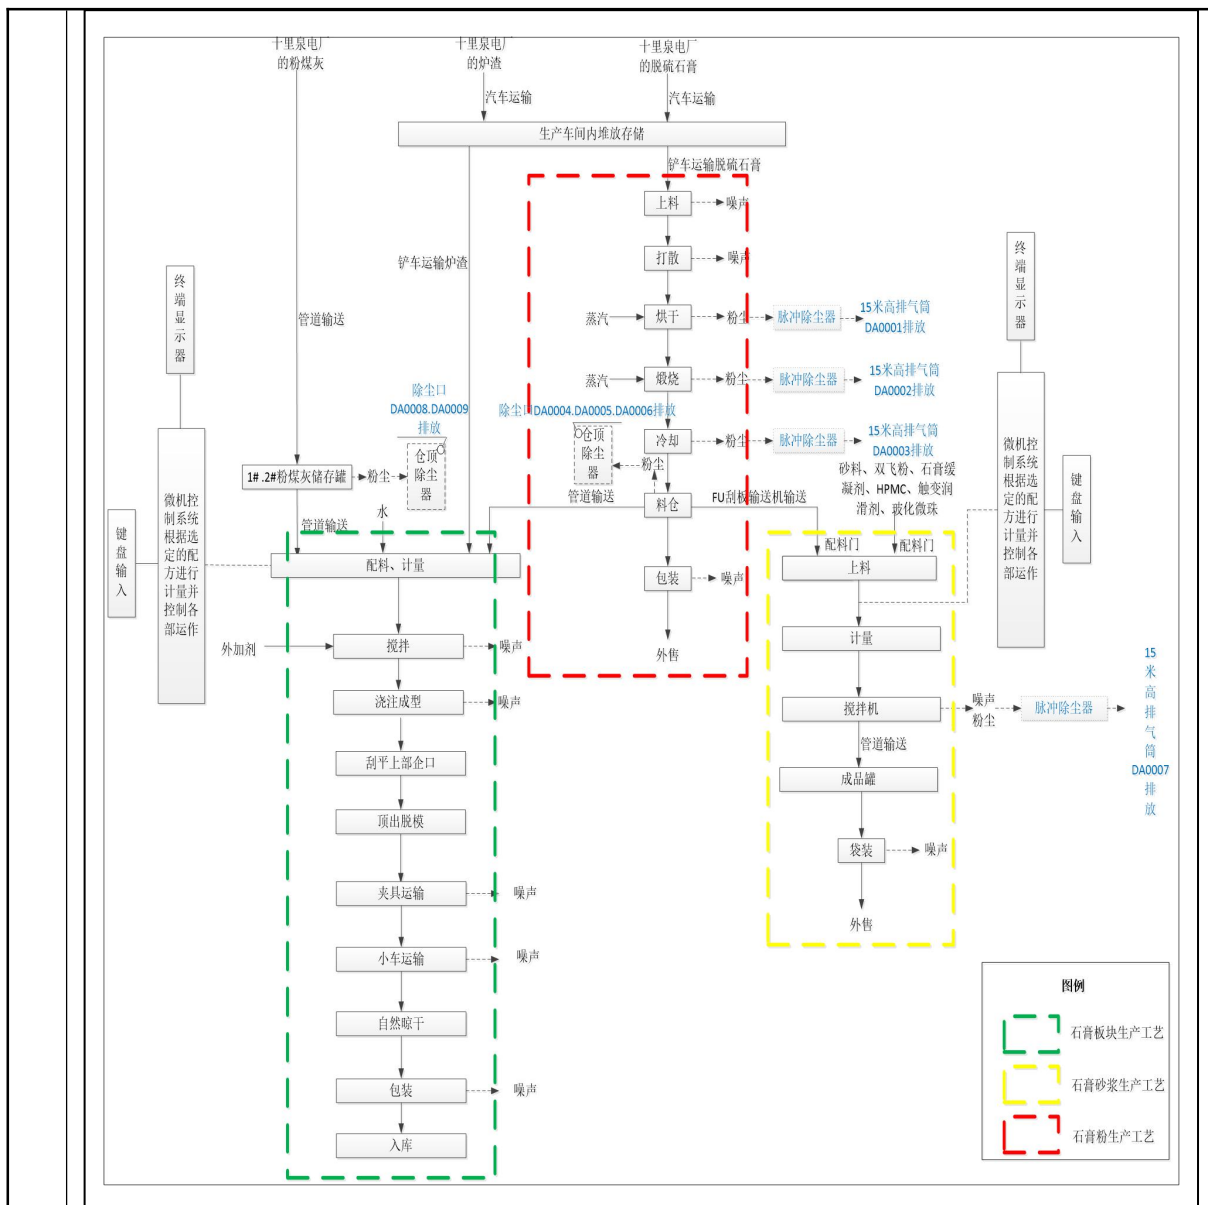 十里泉电厂
的粉煤灰
十里泉电厂
的炉渣
十里泉电厂
的脱硫石膏
汽车运输
汽车运输
生产车间内堆放存储
铲车运输脱硫石膏
上料
噪声
打散
噪声
铲车运输炉渣
终
端
显
示
器
终
端
显
示
器
管道输送
蒸汽
烘干
粉尘
脉冲除尘器
15米高排气筒
DA0001排放
蒸汽
煅烧
粉尘
脉冲除尘器
15米高排气筒
DA0002排放
除尘口
DA0008.DA0009
排放
除尘口DA0004.DA0005.DA0006排放
冷却
粉尘
脉冲除尘器
15米高排气筒
DA0003排放
仓顶
除尘
器
仓顶
除尘
器
粉尘
1#.2#粉煤灰储存罐
粉尘
管道输送
料仓
FU刮板输送机输送
砂料、双飞粉、石膏缓
凝剂、HPMC、触变润
滑剂、玻化微珠
微机控
制系统
根据选
定的配
方进行
计量并
控制各
部运作
键
盘
输
入
微机控
制系统
根据选
定的配
方进行
计量并
控制各
部运作
键
盘
输
入
管道输送
水
配料、计量
配料门
配料门
上料
包装
噪声
外售
外加剂
搅拌
噪声
计量
浇注成型
噪声
搅拌机
噪声
粉尘
脉冲除尘器
15
米
高
排
气
筒
DA0007
排
放
管道输送
刮平上部企口
成品罐
顶出脱模
袋装
噪声
夹具运输
噪声
外售
小车运输
噪声
自然晾干
包装
噪声
入库
图例
石膏板块生产工艺
石膏砂浆生产工艺
石膏粉生产工艺